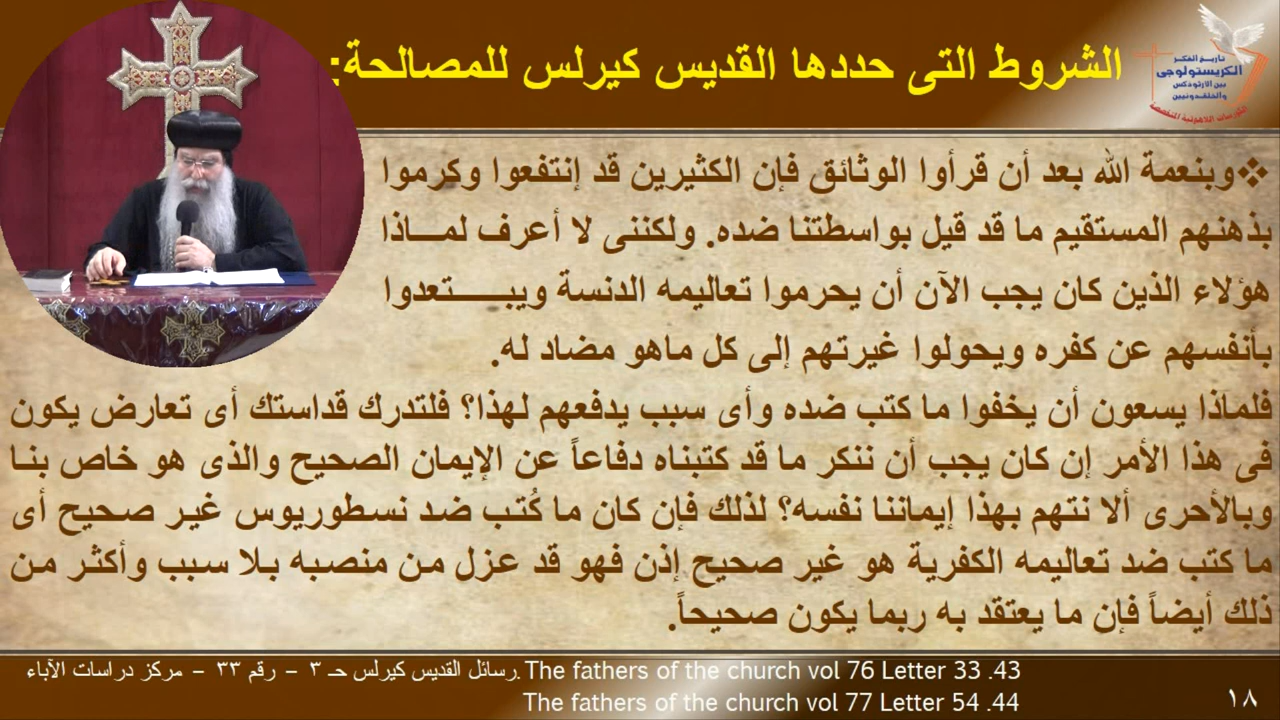 الشروط التى حددها القديس كيرلس للمصالحة:
تاريخ الفكر
الكريستولوجى
بين الارثوذكس
والخلقدونيين
❖وبنعمة الله بعد أن قرأوا الوثائق فإن الكثيرين قد إنتفعوا وكرموا
بذهنهم المستقيم ما قد قيل بواسطتنا ضده. ولكننى لا أعرف لماذا
هؤلاء الذين كان يجب الآن أن يحرموا تعاليمه الدنسة ويبتعدوا
بأنفسهم عن كفره ويحولوا غيرتهم إلى كل ماهو مضاد له.
فلماذا يسعون أن يخفوا ما كتب ضده وأى سبب يدفعهم لهذا؟ فلتدرك قداستك أى تعارض يكون
فى هذا الأمر إن كان يجب أن ننكر ما قد كتبناه دفاعاً عن الإيمان الصحيح والذى هو خاص بنا
وبالأحرى ألا نتهم بهذا إيماننا نفسه؟ لذلك فإن كان ما كُتب ضد نسطوريوس غير صحيح أى
ما كتب ضد تعاليمه الكفرية هو غير صحيح إذن فهو قد عزل من منصبه بلا سبب وأكثر من
ذلك أيضاً فإن ما يعتقد به ربما يكون صحيحاً.
43. The fathers of the church vol 76 Letter 33.رسائل القديس كيرلس حـ ٣ – رقم ٣٣ – مركز دراسات الآباء
44. The fathers of the church vol 77 Letter 54
١٨